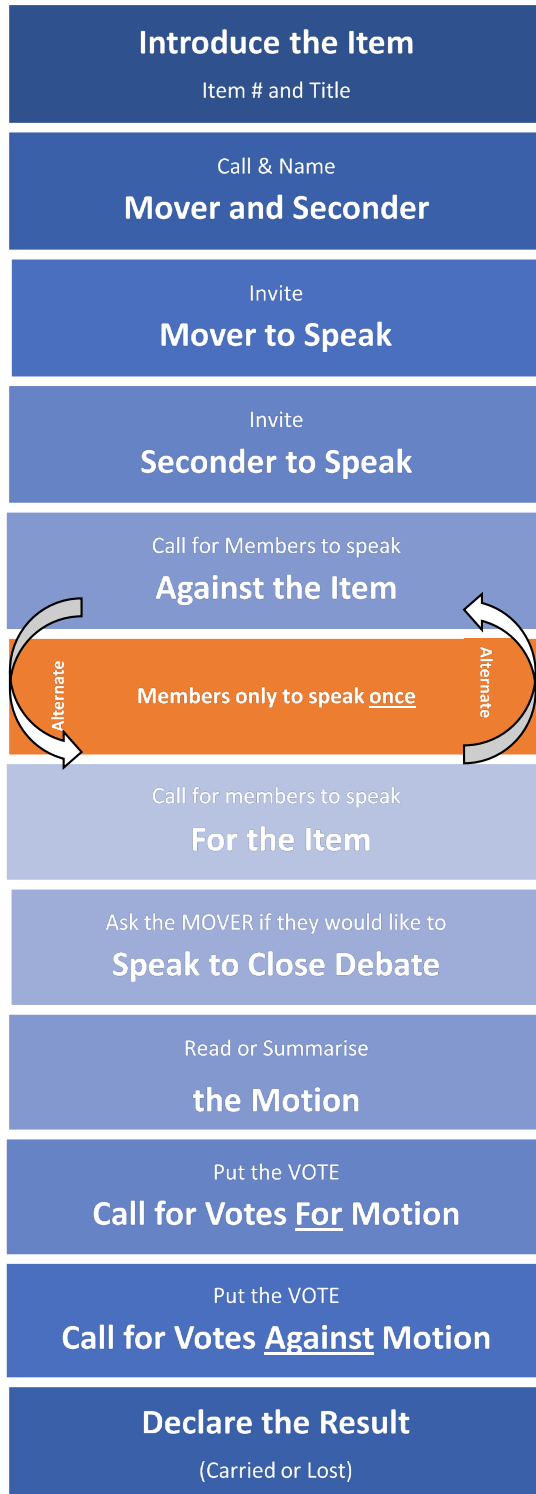 Introduce the Item
Item # and Title
Call & Name
Mover and Seconder
Invite
Mover to Speak
Invite
Seconder to Speak
Call for Members to speak
Against the Item
Alternate
Members only to speak once
Alternate
Call for members to speak
For the Item
Ask the MOVER if they would like to
Speak to Close Debate
Read or Summarise
the Motion
Put the VOTE
Call for Votes For Motion
Put the VOTE
Call for Votes Against Motion
Declare the Result
(Carried or Lost)